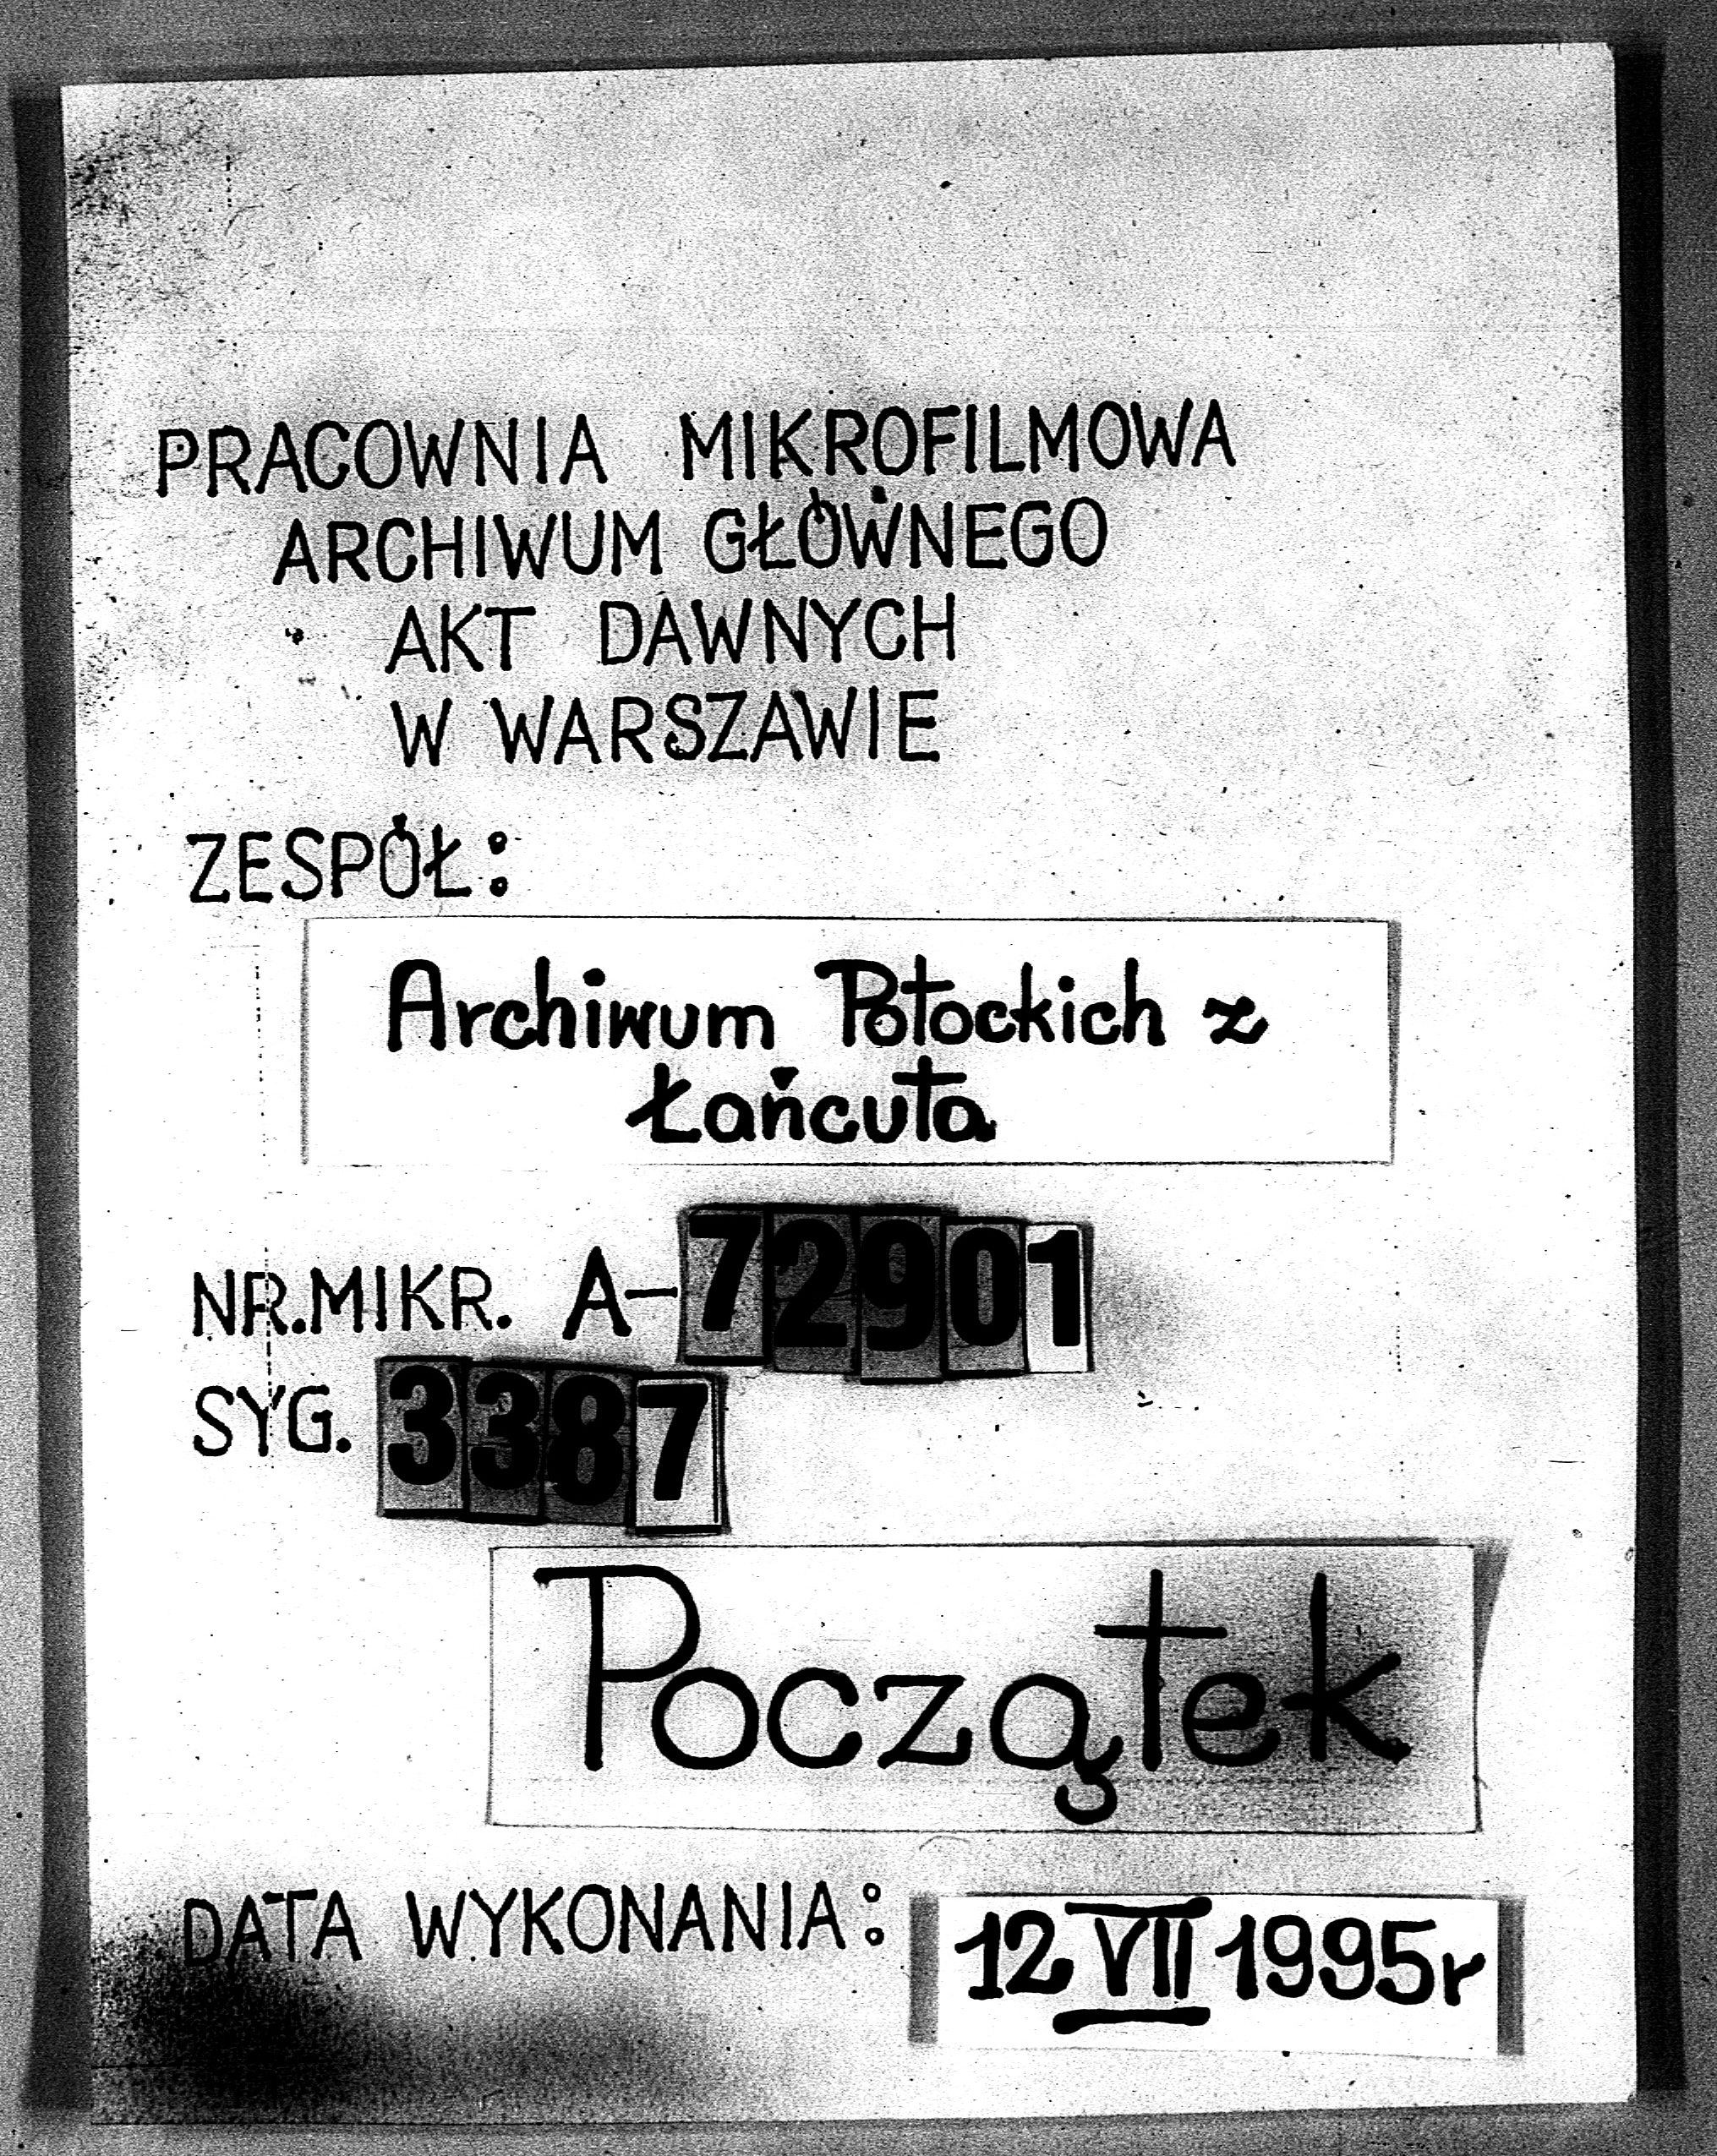 PRACOWNIA MIKROFILMOWA
ARCHIWUM GŁÓWNEGO
AKT DAWNYCH
W WARSZAWIE
ZESPÓŁ:
Archiwum Potockich z
Łańcuta
NR.MIKR. A-72901
SYG. 3387
Początek
DATA WYKONANIA: 12 VII 1995r